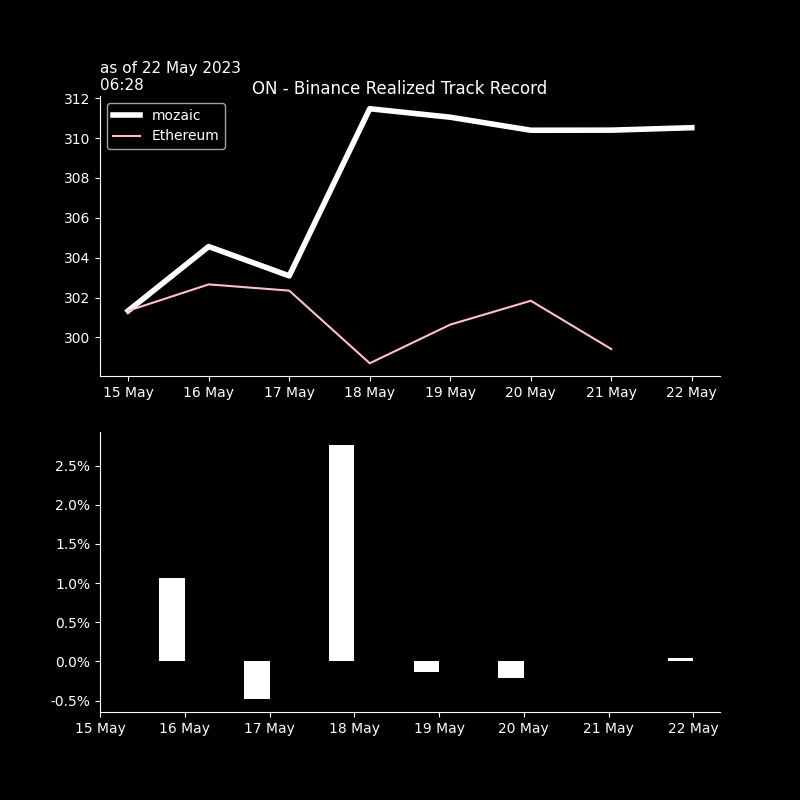 as of 22 May 2023
06:28
ON - Binance Realized Track Record
mozaic
Ethereum
312
310
308
306
304
302
300
15 May 16 May 17 May 18 May 19 May 20 May 21 May 22 May
2.5%
2.0%
1.5%
1.0%
0.5%
0.0%
-0.5%
15 May 16 May 17 May 18 May 19 May 20 May 21 May 22 May